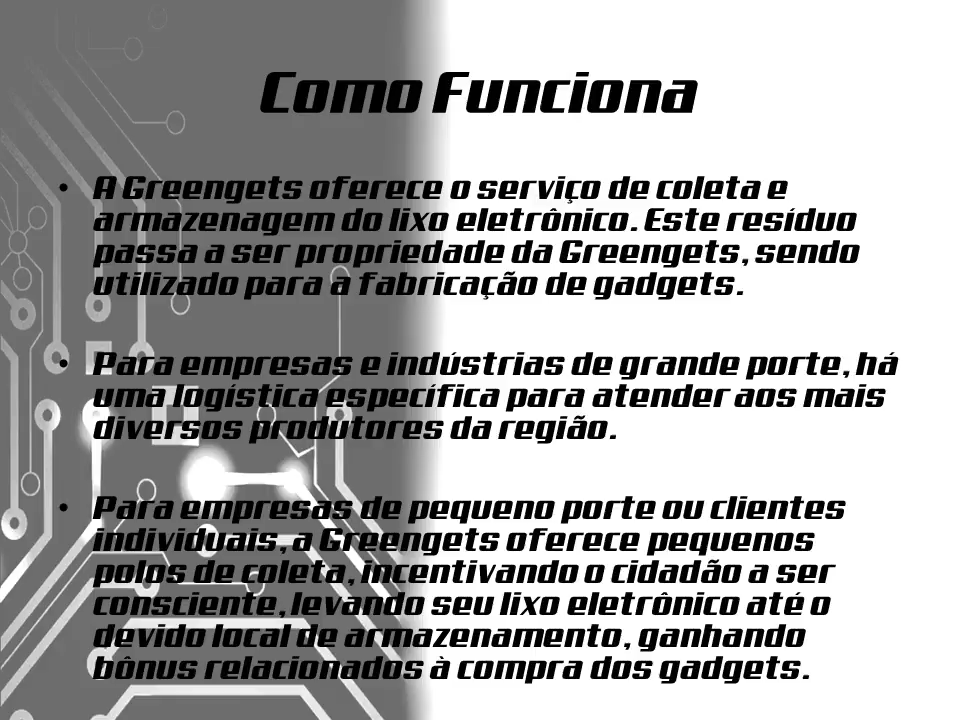 Como Funciona
• A Greengets oferece o serviço de coleta e
armazenagem do lixo eletrônico. Este resíduo
passa a ser propriedade da Greengets, sendo
utilizado para a fabricação de gadgets.
• Para empresas e indústrias de grande porte, há
uma logística específica para atender aos mais
diversos produtores da região.
• Para empresas de pequeno porte ou clientes
individuais, a Greengets oferece pequenos
polos de coleta, incentivando o cidadão a ser
consciente, levando seu lixo eletrônico até o
devido local de armazenamento, ganhando
bônus relacionados à compra dos gadgets.